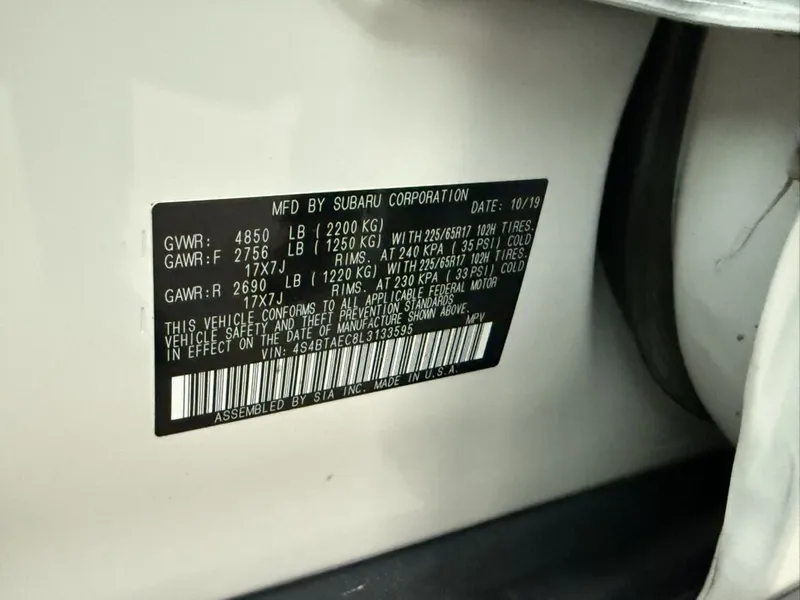 MFD BY SUBARU CORPORATION DATE: 10/19
GVWR: 4850 LB (2200 KG)
GAWR:F 2756 LB (1250 KG) WITH 225/65R17 102H TIRES.
17X7J RIMS. AT 240 KPA (35 PSI) COLD
GAWR:R 2690 LB (1220 KG) WITH 225/65R17 102H TIRES.
17X7J RIMS. AT 230 KPA (33 PSI) COLD
THIS VEHICLE CONFORMS TO ALL APPLICABLE FEDERAL MOTOR
VEHICLE SAFETY AND THEFT PREVENTION STANDARDS
IN EFFECT ON THE DATE OF MANUFACTURE SHOWN ABOVE.
VIN: 4S4BTAEC8L3133595 MPV
ASSEMBLED BY SIA INC. MADE IN U.S.A.